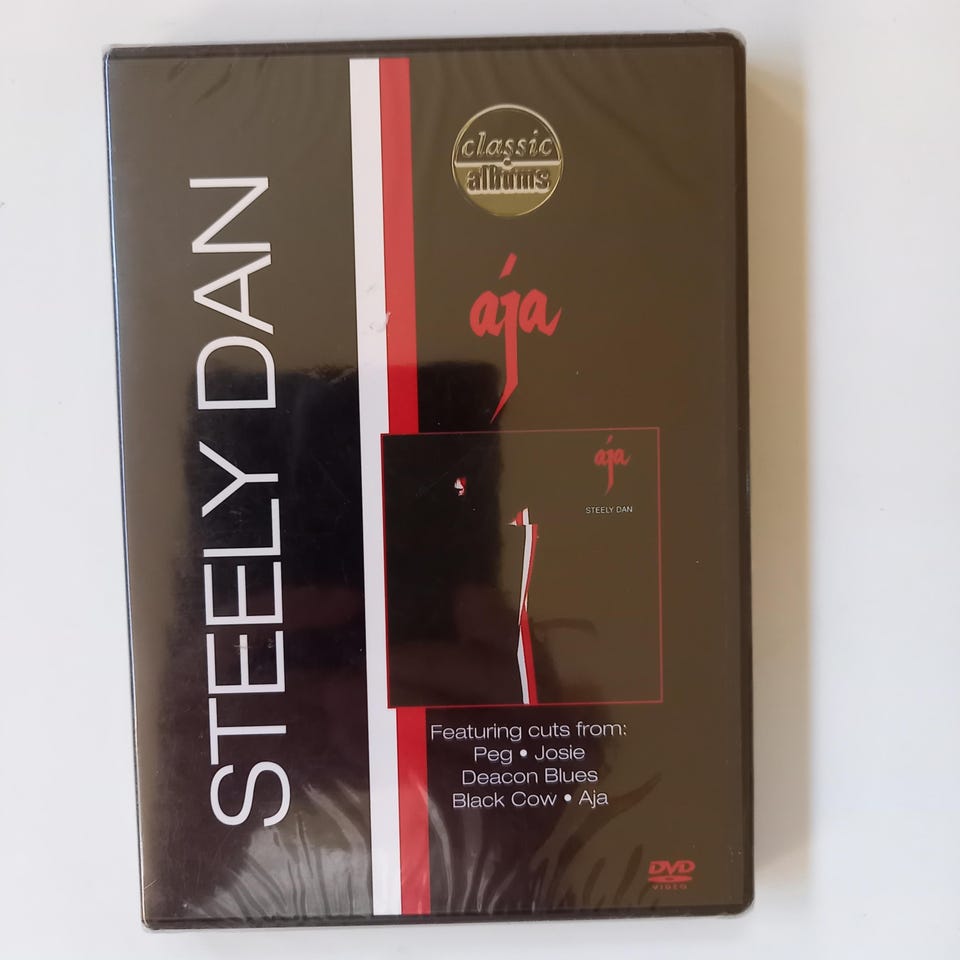 STEELY DAN
classic
albums
aja
aja
STEELY DAN
Featuring cuts from:
Peg • Josie
Deacon Blues
Black Cow • Aja
DVD
VIDEO